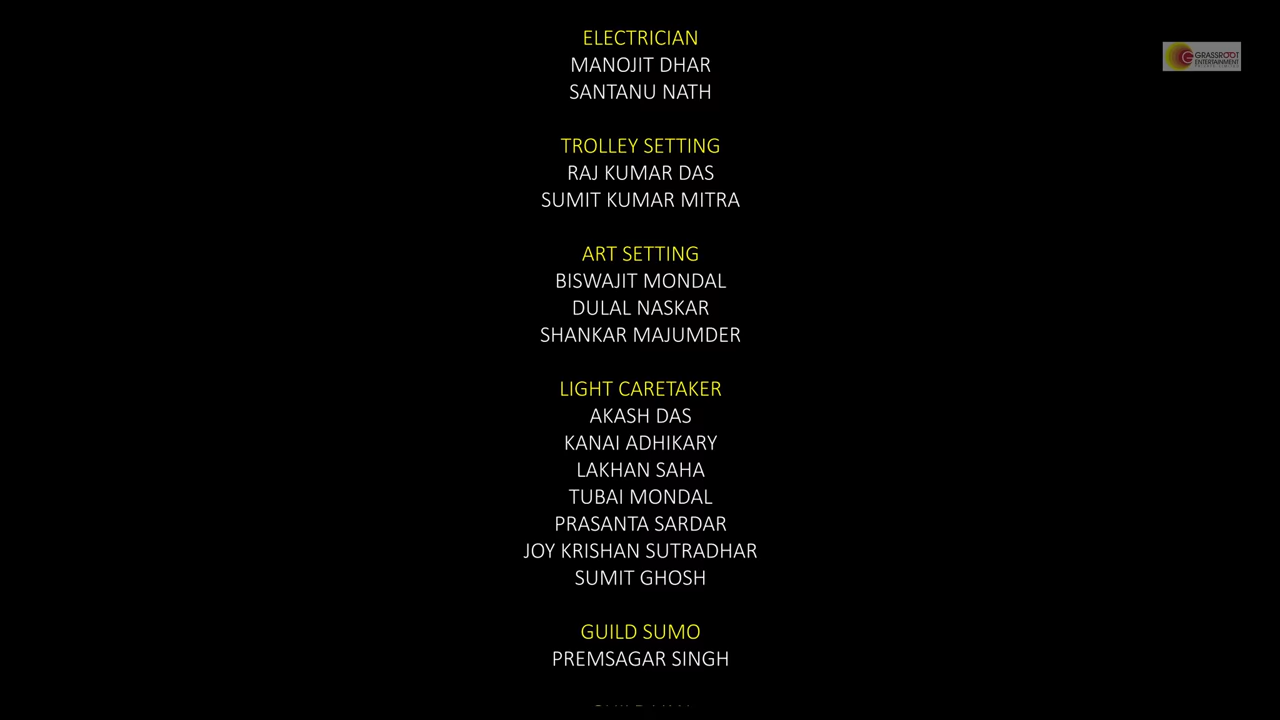 ELECTRICIAN
MANOJIT DHAR
SANTANU NATH
TROLLEY SETTING
RAJ KUMAR DAS
SUMIT KUMAR MITRA
ART SETTING
BISWAJIT MONDAL
DULAL NASKAR
SHANKAR MAJUMDER
LIGHT CARETAKER
AKASH DAS
KANAI ADHIKARY
LAKHAN SAHA
TUBAI MONDAL
PRASANTA SARDAR
JOY KRISHAN SUTRADHAR
SUMIT GHOSH
GUILD SUMO
PREMSAGAR SINGH
GRASSROOT
ENTERTAINMENT